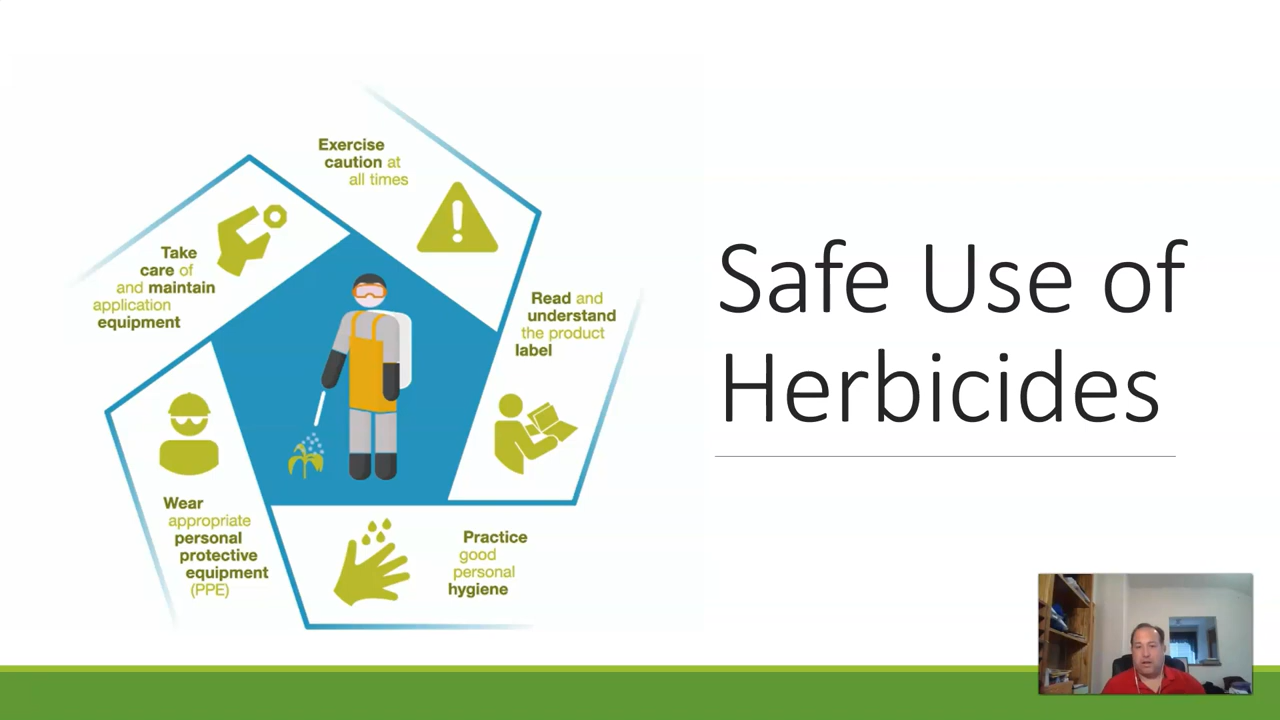 Exercise
caution at
all times
Take
care of
and maintain
application
equipment
Read and
understand
the product
label
Wear
appropriate
personal
protective
equipment
(PPE)
Practice
good
personal
hygiene
Safe Use of
Herbicides